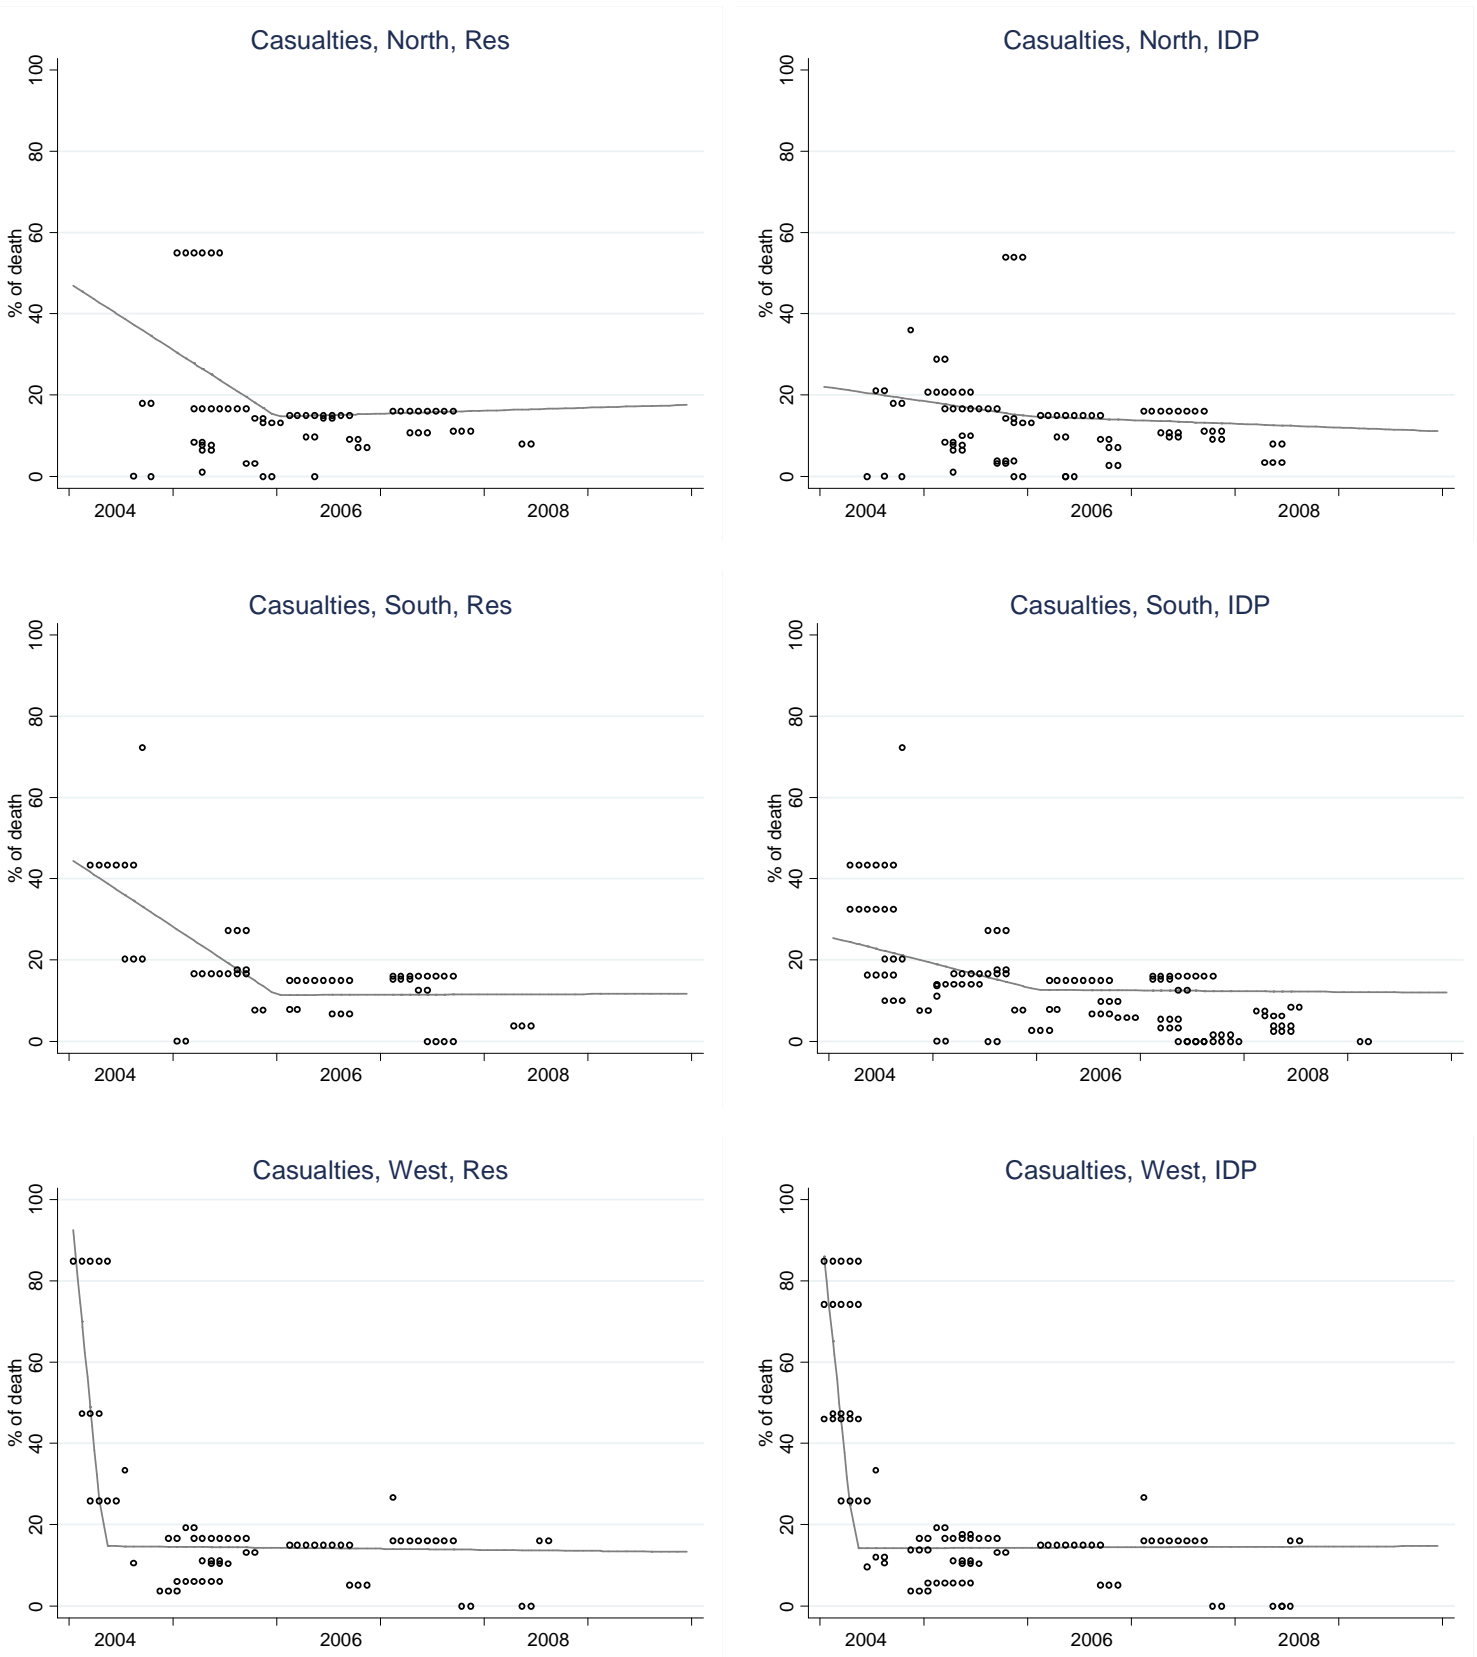 Casualties, North, Res
% of death
100
80
60
40
20
0
2004 2006 2008
Casualties, North, IDP
% of death
100
80
60
40
20
0
2004 2006 2008
Casualties, South, Res
% of death
100
80
60
40
20
0
2004 2006 2008
Casualties, South, IDP
% of death
100
80
60
40
20
0
2004 2006 2008
Casualties, West, Res
% of death
100
80
60
40
20
0
2004 2006 2008
Casualties, West, IDP
% of death
100
80
60
40
20
0
2004 2006 2008